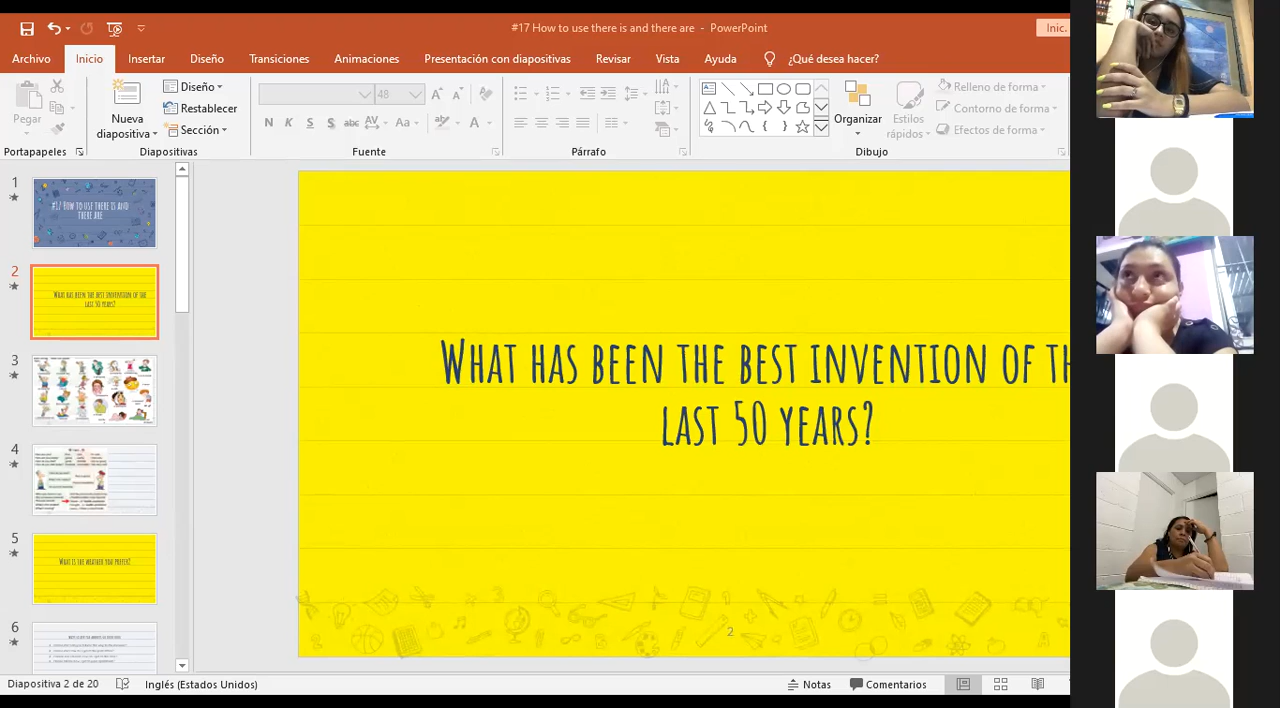 #17 How to use there is and there are - PowerPoint
Inic.
Archivo
Inicio
Insertar
Diseño
Transiciones
Animaciones
Presentación con diapositivas
Revisar
Vista
Ayuda
¿Qué desea hacer?
Pegar
Nueva
diapositiva
Diseño
Restablecer
Sección
48
N K S S abc AV Aa
A
Organizar
Estilos
rápidos
Relleno de forma
Contorno de forma
Efectos de forma
Portapapeles
Diapositivas
Fuente
Párrafo
Dibujo
1
#17 How to use there is and
there are
2
What has been the best invention of the
last 50 years?
3
4
5
What is the weather you prefer?
6
What has been the best invention of th
last 50 years?
2
Diapositiva 2 de 20
Inglés (Estados Unidos)
Notas
Comentarios